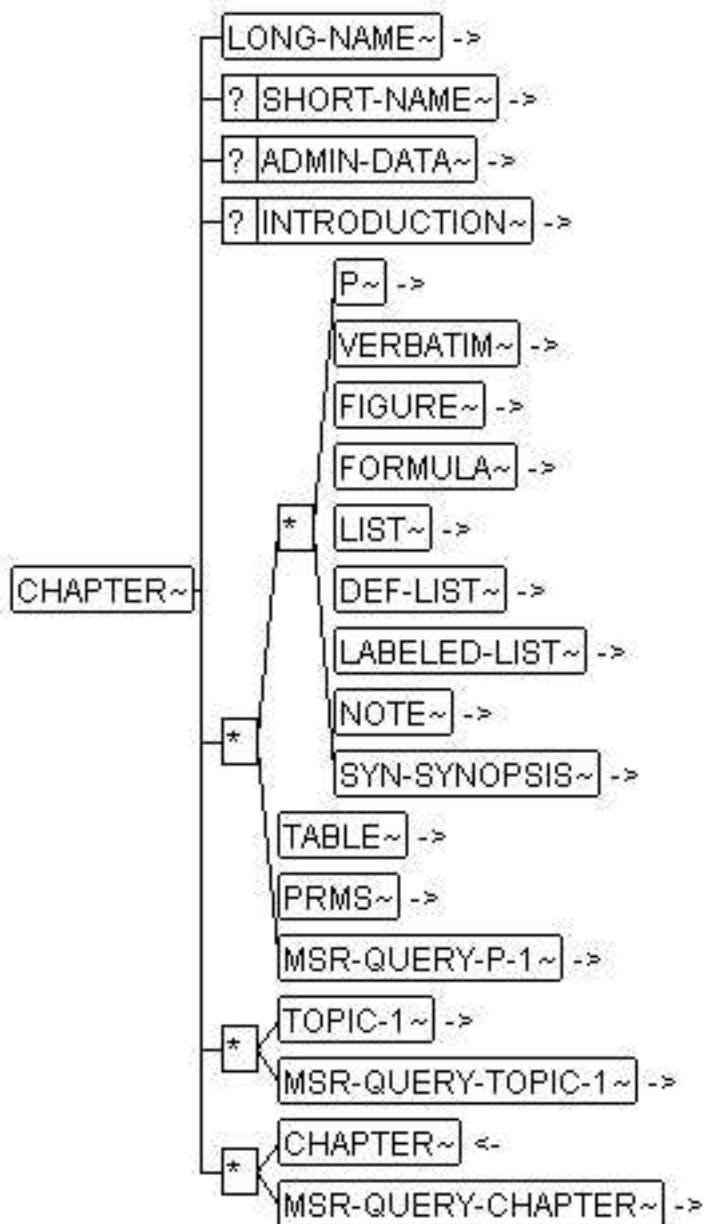 LONG-NAME~ ->
? SHORT-NAME~ ->
? ADMIN-DATA~ ->
? INTRODUCTION~ ->
P~ ->
VERBATIM~ ->
FIGURE~ ->
FORMULA~ ->
* LIST~ ->
CHAPTER~ DEF-LIST~ ->
LABELED-LIST~ ->
NOTE~ ->
*
SYN-SYNOPSIS~ ->
TABLE~ ->
PRMS~ ->
MSR-QUERY-P-1~ ->
TOPIC-1~ ->
*
MSR-QUERY-TOPIC-1~ ->
CHAPTER~ <-
*
MSR-QUERY-CHAPTER~ ->